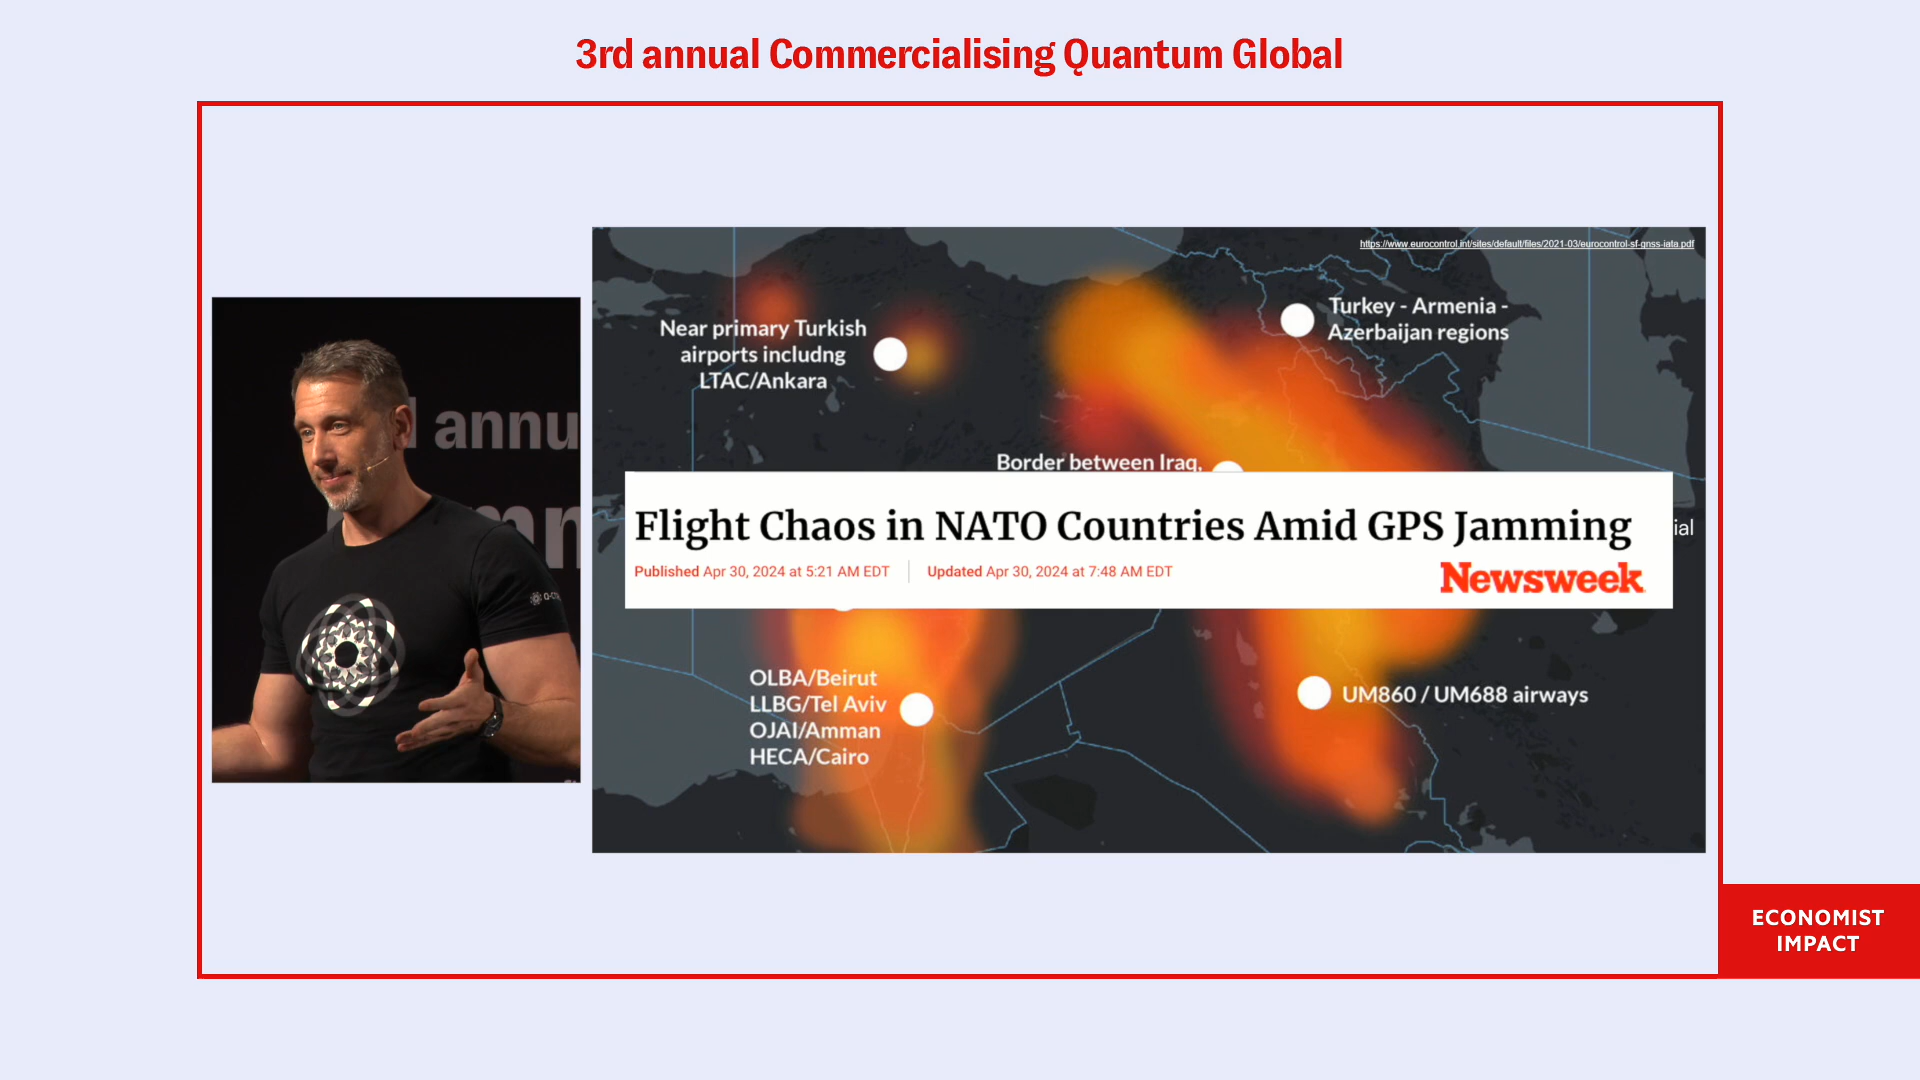 3rd annual Commercialising Quantum Global
d annu
https://www.eurocontrol.int/sites/default/files/2021-03/eurocontrol-sf-gnss-iata.pdf
Near primary Turkish
airports includng
LTAC/Ankara
Turkey - Armenia -
Azerbaijan regions
Border between Iraq,
Flight Chaos in NATO Countries Amid GPS Jamming
ial
Published Apr 30, 2024 at 5:21 AM EDT
Updated Apr 30, 2024 at 7:48 AM EDT
Newsweek
OLBA/Beirut
LLBG/Tel Aviv
OJAI/Amman
HECA/Cairo
UM860 / UM688 airways
ECONOMIST
IMPACT